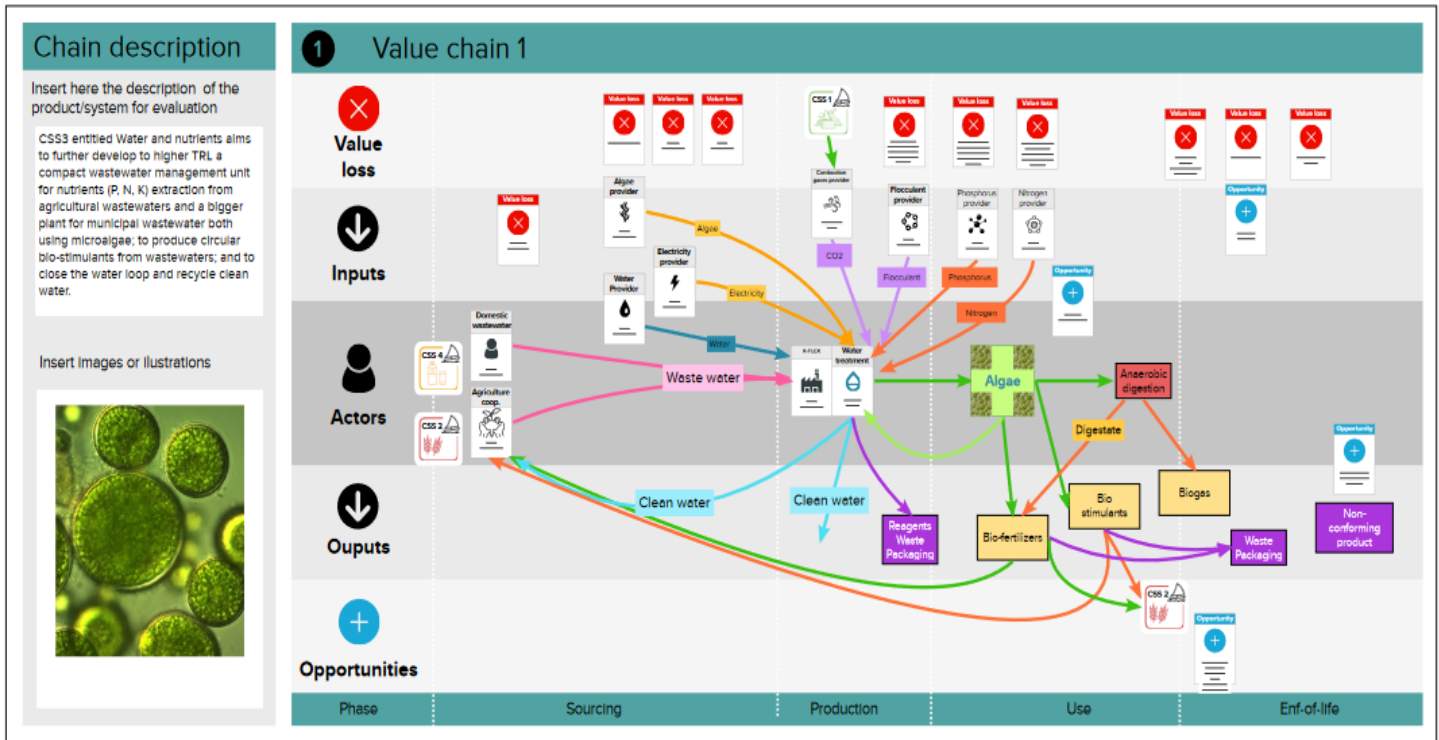 Chain description
Insert here the description of the
product/system for evaluation
CSS3 entitled Water and nutrients aims
to further develop to higher TRL a
compact wastewater management unit
for nutrients (P, N, K) extraction from
agricultural wastewaters and a bigger
plant for municipal wastewater both
using microalgae; to produce circular
bio-stimulants from wastewaters; and to
close the water loop and recycle clean
water.
Insert images or ilustrations
1 Value chain 1
Value
loss
Value loss
Value loss
Value loss
CSS 1
Value loss
Value loss
Value loss
Value loss
Value loss
Value loss
Inputs
Value loss
Algae
provider
Electricity
provider
Water
Provider
Combustion
gases provider
Flocculent
provider
Phosphorus
provider
Nitrogen
provider
Opportunity
Opportunity
Algae
Electricity
Water
CO2
Flocculent
Phosphorus
Nitrogen
Actors
CSS 4
CSS 2
Domestic
wastewater
Agriculture
coop.
Waste water
Water
treatment
Algae
Anaerobic
digestion
Digestate
Opportunity
Ouputs
Clean water
Clean water
Reagents
Waste
Packaging
Bio-fertilizers
Bio
stimulants
Biogas
Waste
Packaging
Non-
conforming
product
Opportunities
CSS 2
Opportunity
Phase
Sourcing
Production
Use
Enf-of-life